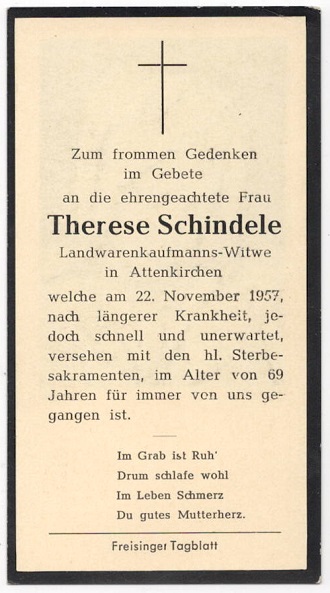 Zum frommen Gedenken
im Gebete
an die ehrengeachtete Frau
Therese Schindele
Landwarenkaufmanns-Witwe
in Attenkirchen
welche am 22. November 1957,
nach längerer Krankheit, je-
doch schnell und unerwartet,
versehen mit den hl. Sterbe-
sakramenten, im Alter von 69
Jahren für immer von uns ge-
gangen ist.
Im Grab ist Ruh'
Drum schlafe wohl
Im Leben Schmerz
Du gutes Mutterherz.
Freisinger Tagblatt